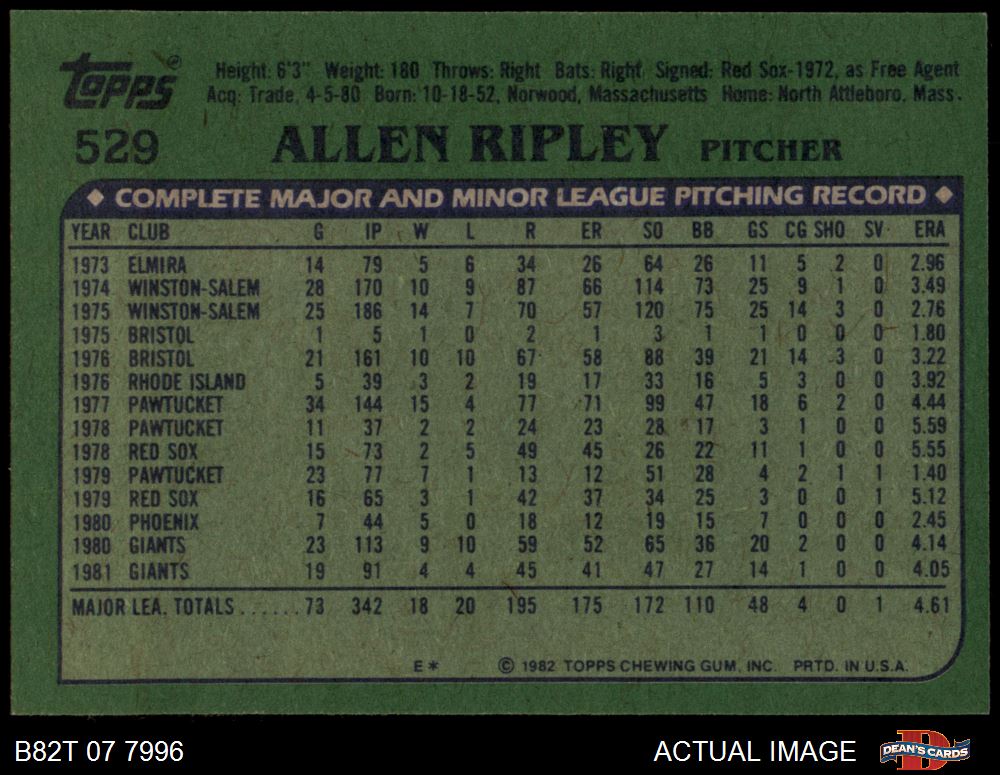 Topps® Height: 6'3" Weight: 180 Throws: Right Bats: Right Signed: Red Sox-1972, as Free Agent
Acq: Trade, 4-5-80 Born: 10-18-52, Norwood, Massachusetts Home: North Attleboro, Mass.
529 ALLEN RIPLEY PITCHER
◆ COMPLETE MAJOR AND MINOR LEAGUE PITCHING RECORD ◆
YEAR CLUB G IP W L R ER SO BB GS CG SHO SV ERA
1973 ELMIRA 14 79 5 6 34 26 64 26 11 5 2 0 2.96
1974 WINSTON-SALEM 28 170 10 9 87 66 114 73 25 9 1 0 3.49
1975 WINSTON-SALEM 25 186 14 7 70 57 120 75 25 14 3 0 2.76
1975 BRISTOL 1 5 1 0 2 1 3 1 1 0 0 0 1.80
1976 BRISTOL 21 161 10 10 67 58 88 39 21 14 3 0 3.22
1976 RHODE ISLAND 5 39 3 2 19 17 33 16 5 3 0 0 3.92
1977 PAWTUCKET 34 144 15 4 77 71 99 47 18 6 2 0 4.44
1978 PAWTUCKET 11 37 2 2 24 23 28 17 3 1 0 0 5.59
1978 RED SOX 15 73 2 5 49 45 26 22 11 1 0 0 5.55
1979 PAWTUCKET 23 77 7 1 13 12 51 28 4 2 1 1 1.40
1979 RED SOX 16 65 3 1 42 37 34 25 3 0 0 1 5.12
1980 PHOENIX 7 44 5 0 18 12 19 15 7 0 0 0 2.45
1980 GIANTS 23 113 9 10 59 52 65 36 20 2 0 0 4.14
1981 GIANTS 19 91 4 4 45 41 47 27 14 1 0 0 4.05
MAJOR LEA. TOTALS......73 342 18 20 195 175 172 110 48 4 0 1 4.61
E* © 1982 TOPPS CHEWING GUM, INC. PRTD. IN U.S.A.
B82T 07 7996 ACTUAL IMAGE DEAN'S CARDS